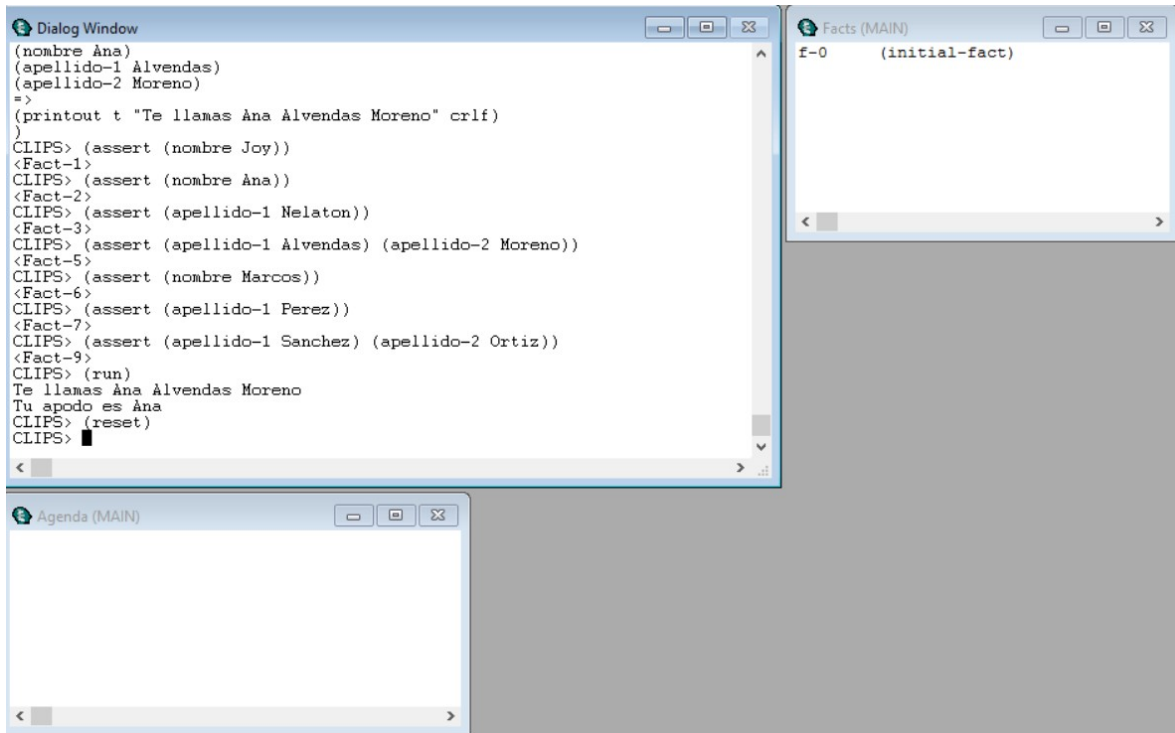 Dialog Window
(nombre Ana)
(apellido-1 Alvendas)
(apellido-2 Moreno)
=>
(printout t "Te llamas Ana Alvendas Moreno" crlf)
)
CLIPS> (assert (nombre Joy))
<Fact-1>
CLIPS> (assert (nombre Ana))
<Fact-2>
CLIPS> (assert (apellido-1 Nelaton))
<Fact-3>
CLIPS> (assert (apellido-1 Alvendas) (apellido-2 Moreno))
<Fact-5>
CLIPS> (assert (nombre Marcos))
<Fact-6>
CLIPS> (assert (apellido-1 Perez))
<Fact-7>
CLIPS> (assert (apellido-1 Sanchez) (apellido-2 Ortiz))
<Fact-9>
CLIPS> (run)
Te llamas Ana Alvendas Moreno
Tu apodo es Ana
CLIPS> (reset)
CLIPS>
Facts (MAIN)
f-0 (initial-fact)
Agenda (MAIN)